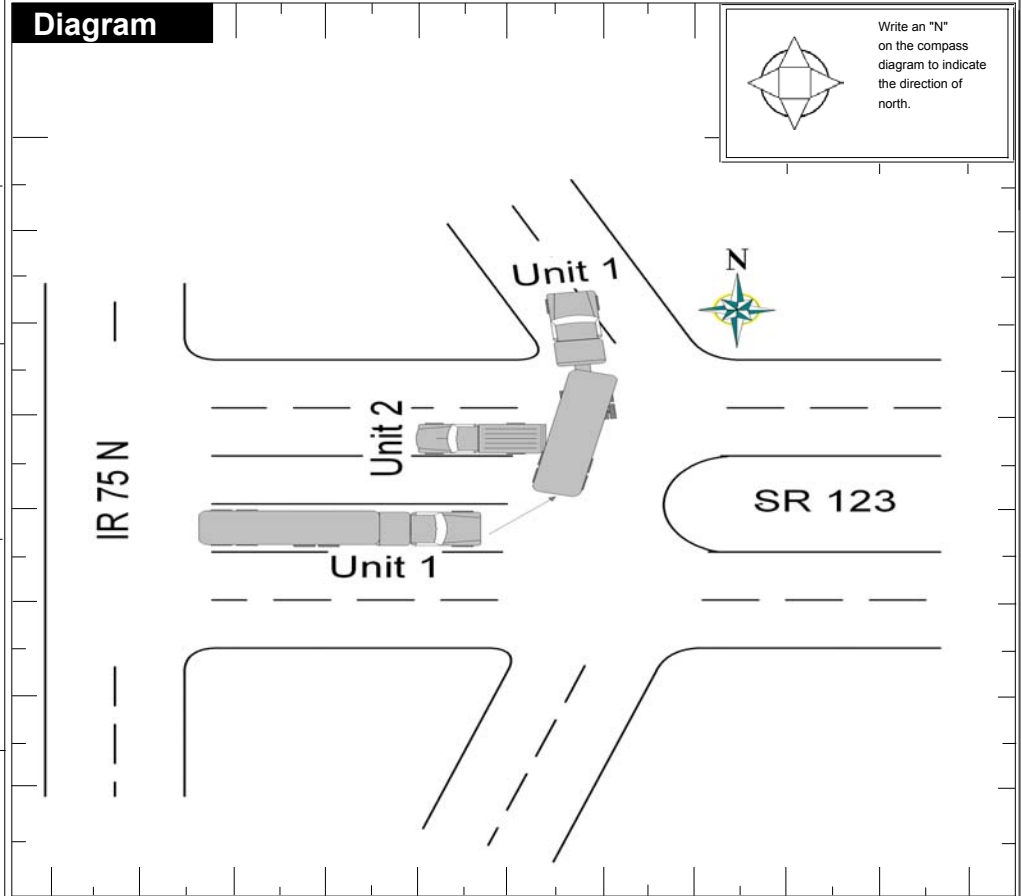 Diagram
Write an "N"
on the compass
diagram to indicate
the direction of
north.
N
Unit 1
Unit 2
IR 75 N
SR 123
Unit 1